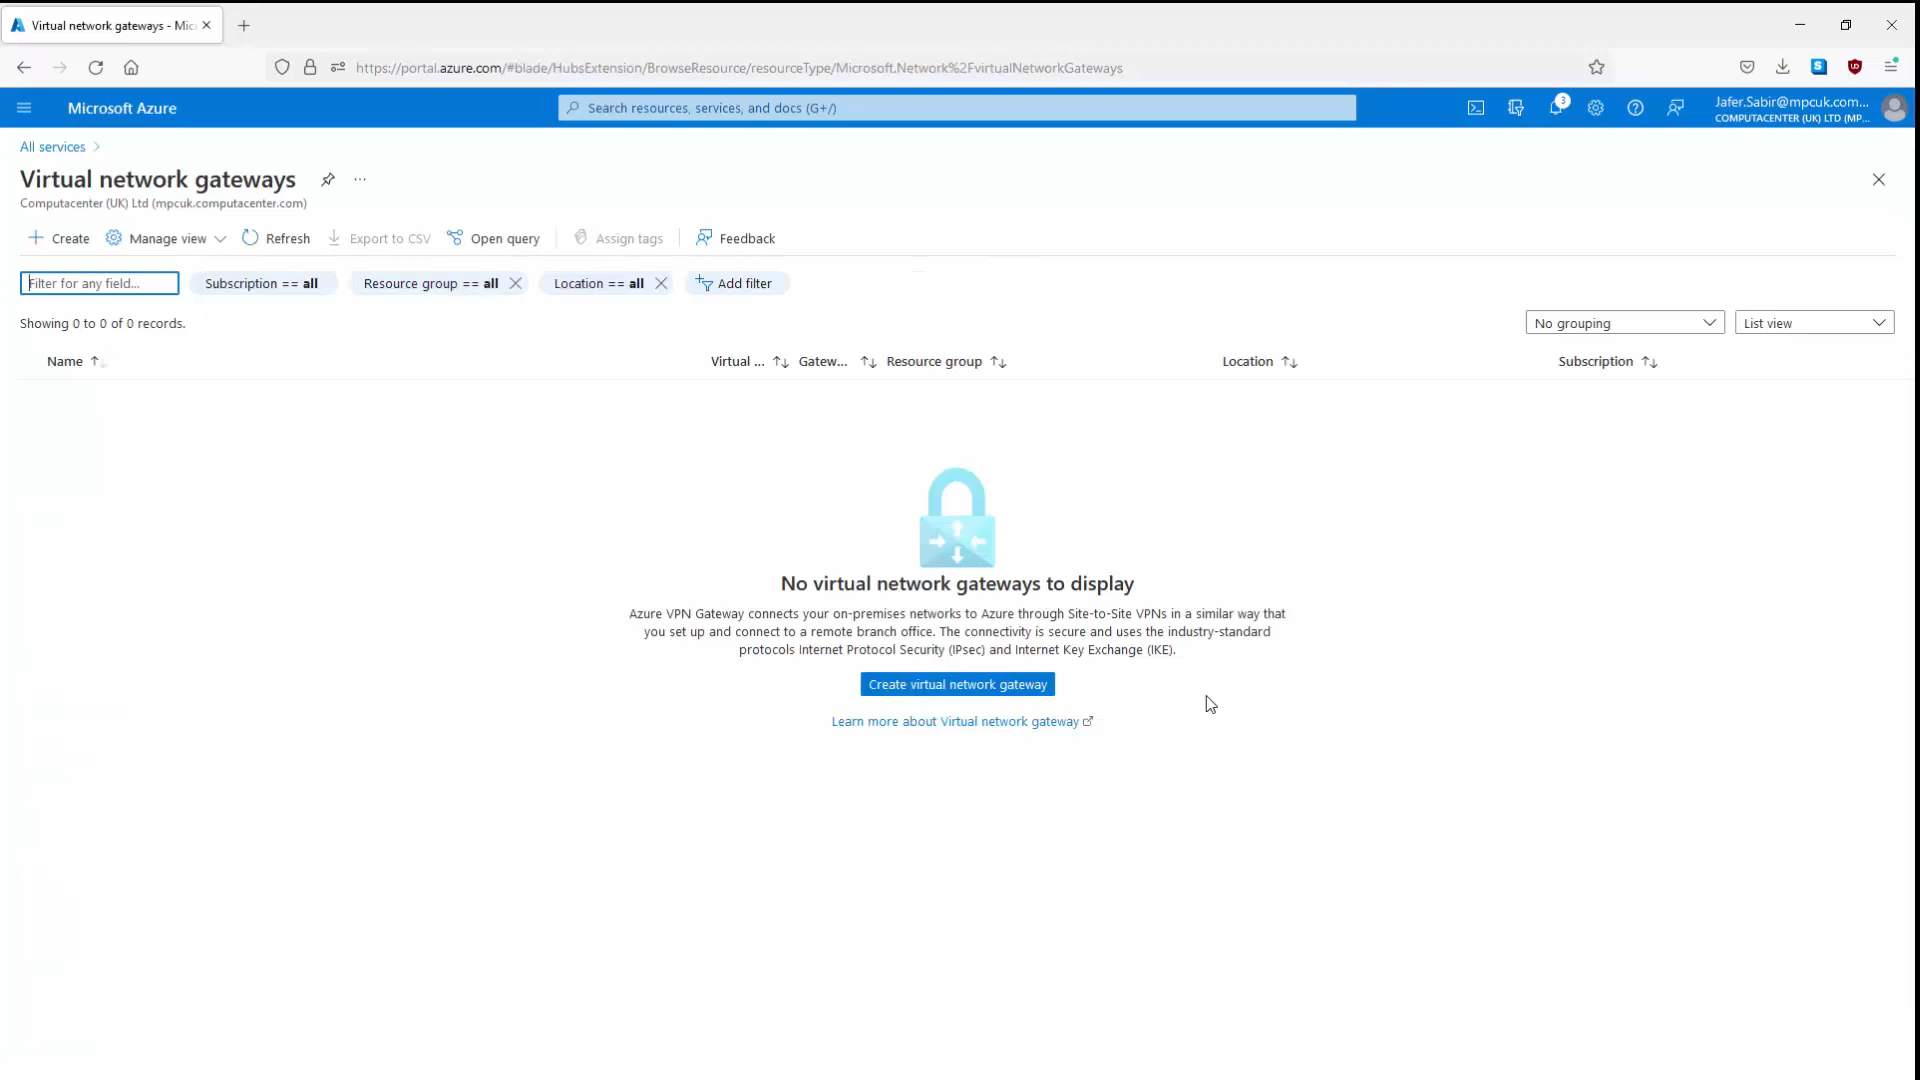 Virtual network gateways - Mic
https://portal.azure.com/#blade/HubsExtension/BrowseResource/resourceType/Microsoft.Network%2FvirtualNetworkGateways
Microsoft Azure
Search resources, services, and docs (G+/)
3
Jafer.Sabir@mpcuk.com...
COMPUTACENTER (UK) LTD (MP...
All services
Virtual network gateways
Computacenter (UK) Ltd (mpcuk.computacenter.com)
Create Manage view Refresh Export to CSV Open query Assign tags Feedback
Filter for any field... Subscription == all Resource group == all Location == all Add filter
Showing 0 to 0 of 0 records. No grouping List view
Name Virtual ... Gatew... Resource group Location Subscription
No virtual network gateways to display
Azure VPN Gateway connects your on-premises networks to Azure through Site-to-Site VPNs in a similar way that
you set up and connect to a remote branch office. The connectivity is secure and uses the industry-standard
protocols Internet Protocol Security (IPsec) and Internet Key Exchange (IKE).
Create virtual network gateway
Learn more about Virtual network gateway